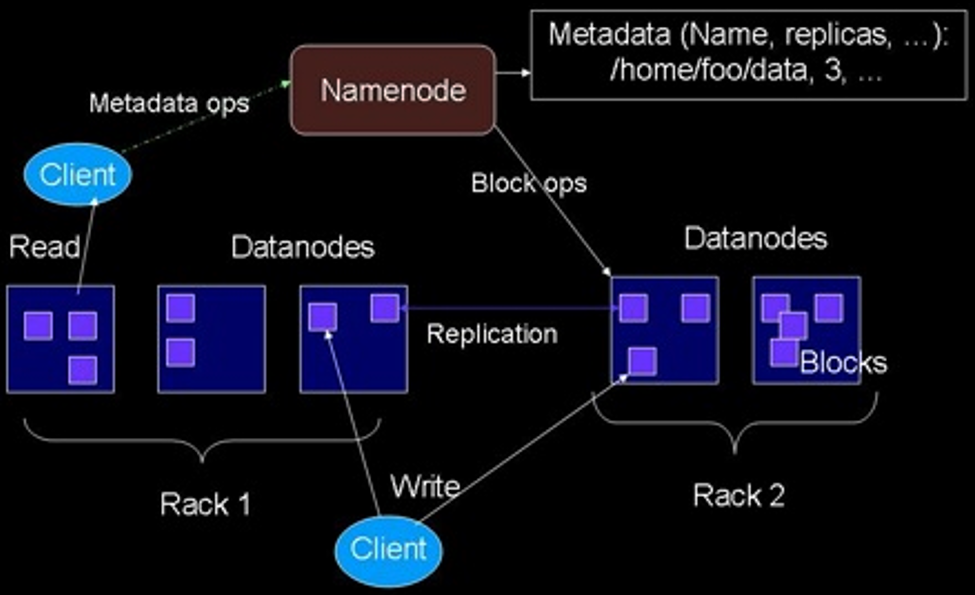 Metadata (Name, replicas, ...):
/home/foo/data, 3, ...
Namenode
Metadata ops
Client
Block ops
Read
Datanodes
Datanodes
Replication
Blocks
Rack 1
Write
Rack 2
Client